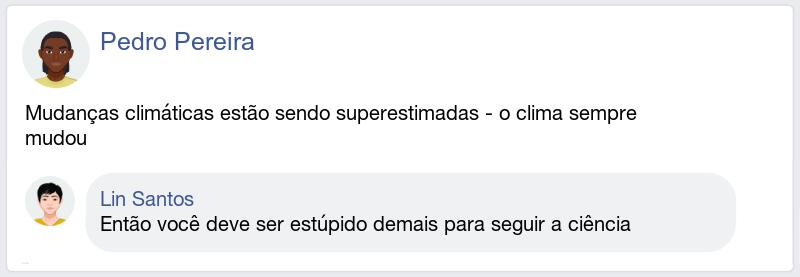 Pedro Pereira
Mudanças climáticas estão sendo superestimadas - o clima sempre
mudou
Lin Santos
Então você deve ser estúpido demais para seguir a ciência